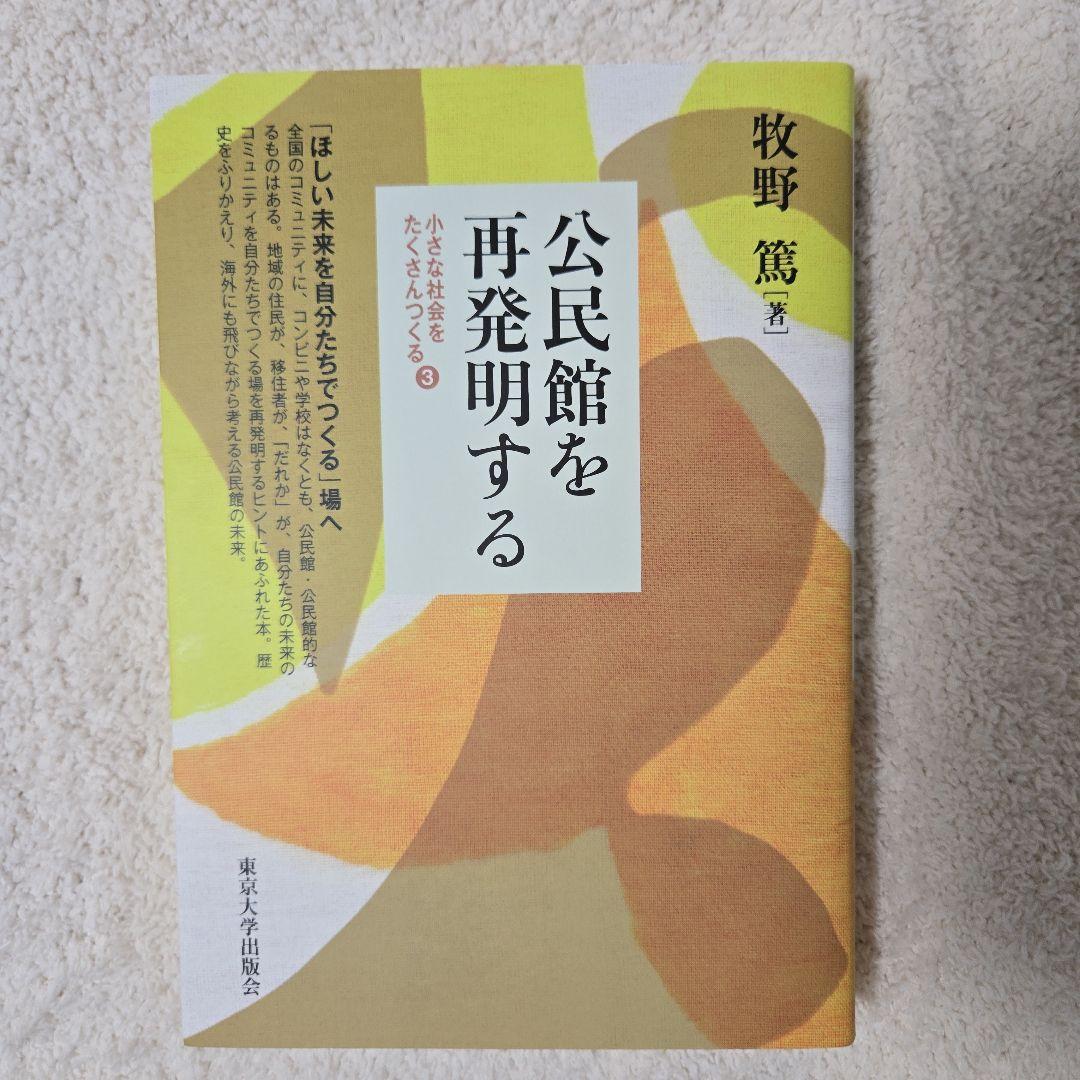 牧野 篤[著]
公民館を
再発明する
小さな社会を
たくさんつくる❸
「ほしい未来を自分たちでつくる」場へ
全国のコミュニティに、コンビニや学校はなくとも、公民館・公民館的な
るものはある。地域の住民が、移住者が、「だれか」が、自分たちの未来の
コミュニティを自分たちでつくる場を再発明するヒントにあふれた本。歴
史をふりかえり、海外にも飛びながら考える公民館の未来。
東京大学出版会